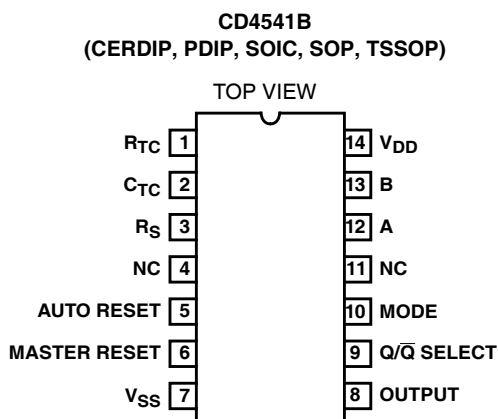 CD4541B
(CERDIP, PDIP, SOIC, SOP, TSSOP)
TOP VIEW
RTC 1 14 VDD
CTC 2 13 B
RS 3 12 A
NC 4 11 NC
AUTO RESET 5 10 MODE
MASTER RESET 6 9 Q/Q̅ SELECT
VSS 7 8 OUTPUT